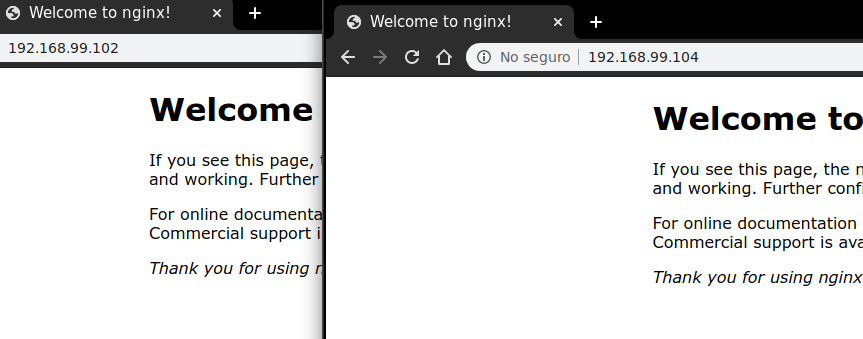 Welcome to nginx!
192.168.99.102
Welcome
If you see this page,
and working. Further
For online documenta
Commercial support i
Thank you for using
Welcome to nginx!
No seguro
192.168.99.104
Welcome to
If you see this page, the n
and working. Further confi
For online documentation
Commercial support is ava
Thank you for using nginx